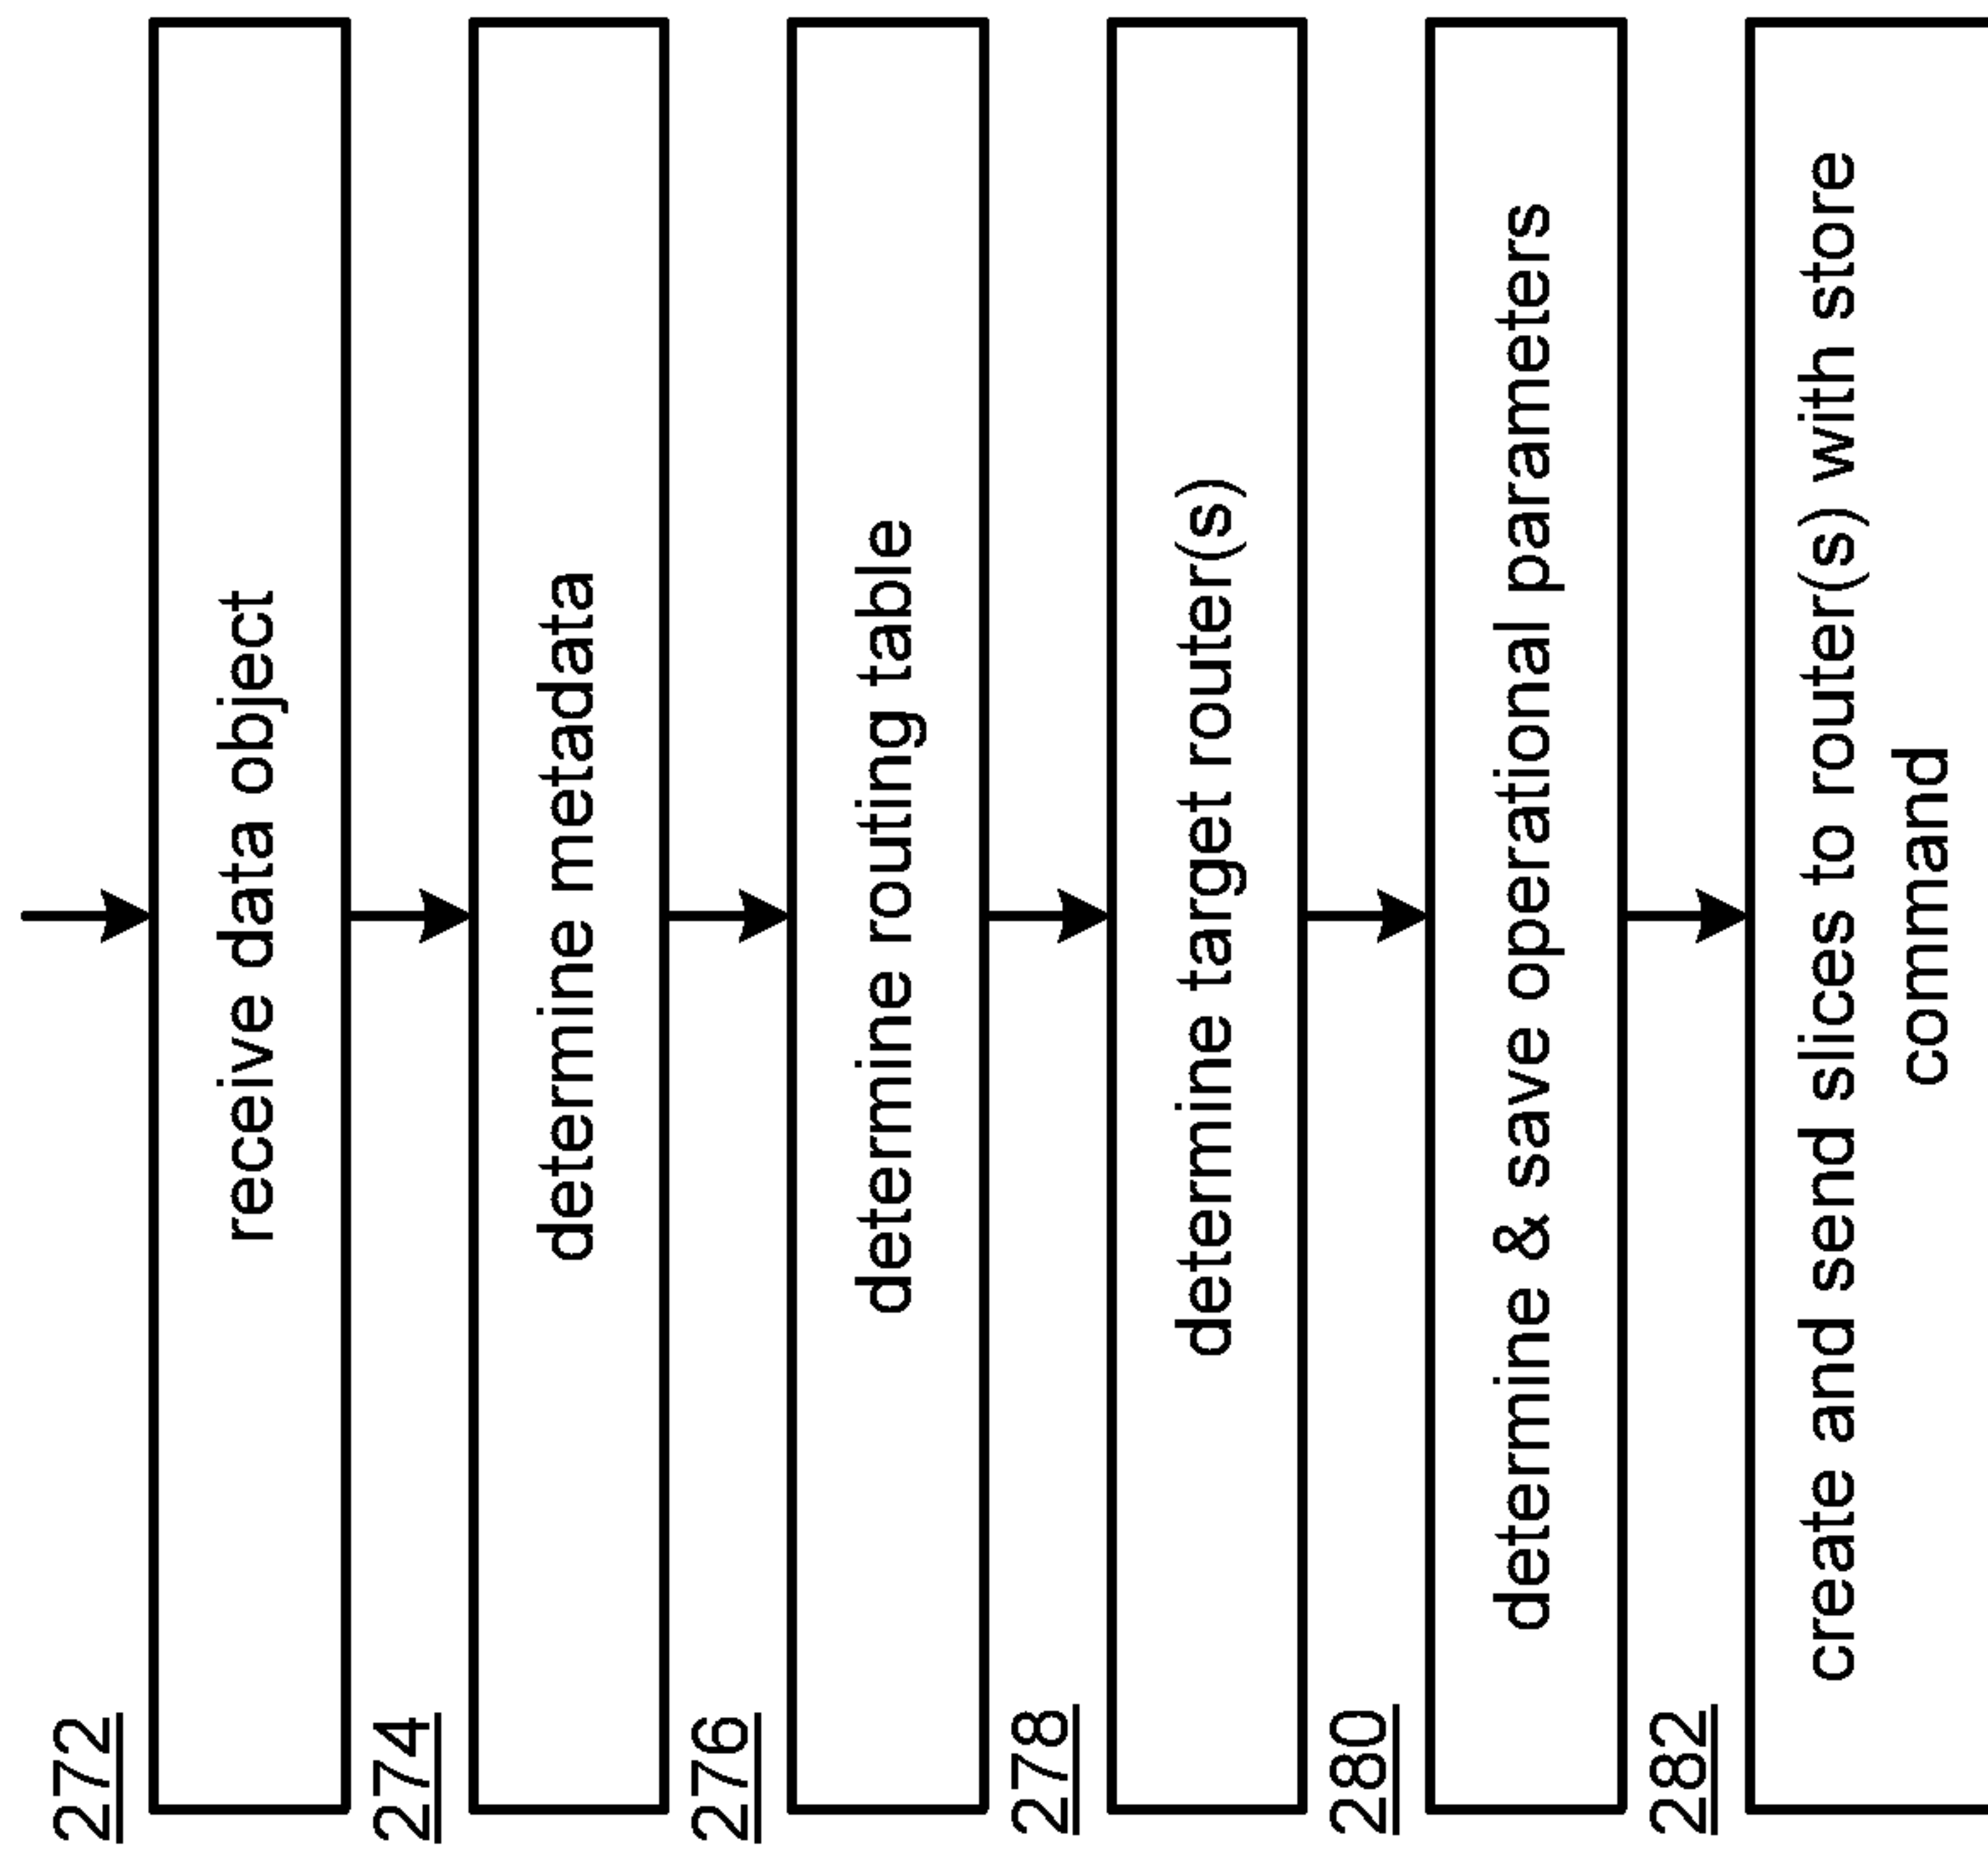 272
receive data object
274
determine metadata
276
determine routing table
278
determine target router(s)
280
determine & save operational parameters
282
create and send slices to router(s) with store
command